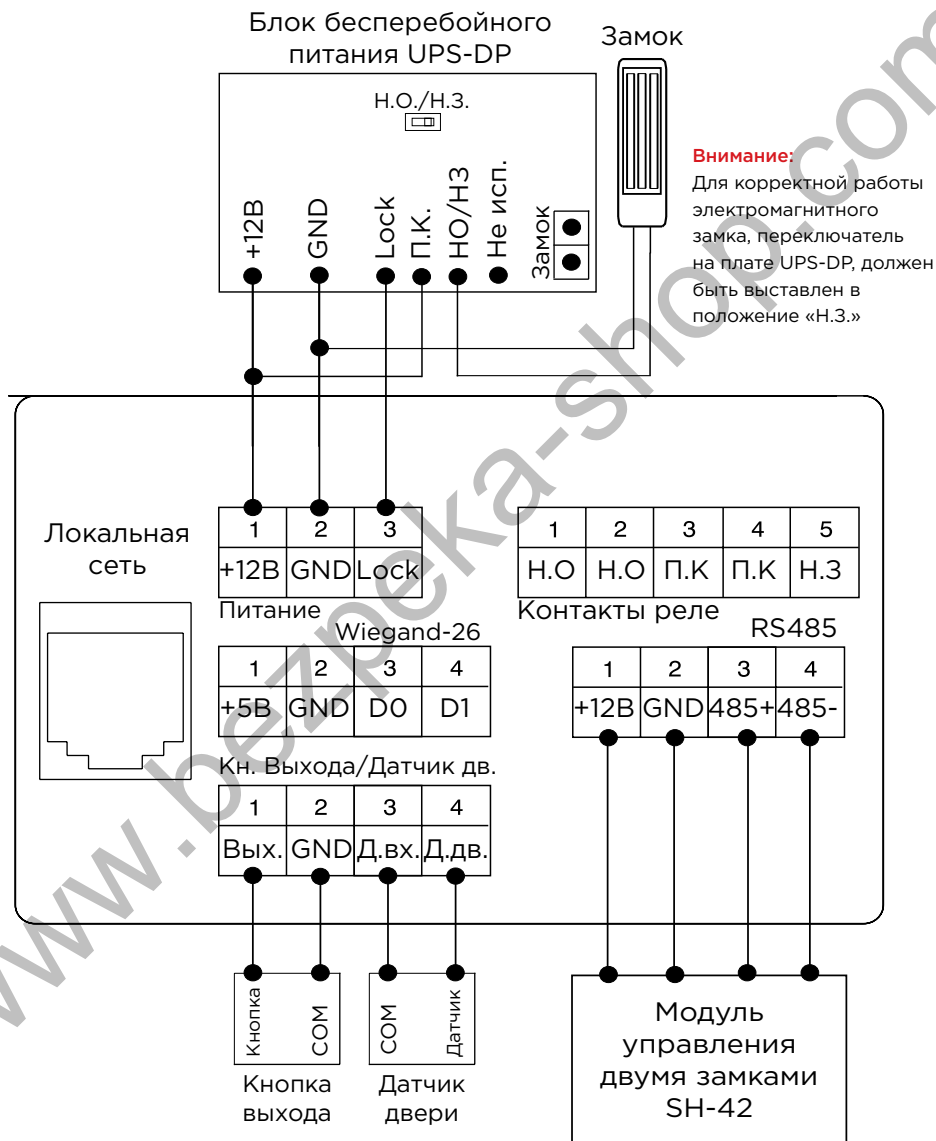 Блок бесперебойного
питания UPS-DP
Замок
Н.О./Н.З.
+12В
GND
Lock
П.К.
НО/НЗ
Не исп.
Замок
Внимание:
Для корректной работы
электромагнитного
замка, переключатель
на плате UPS-DP, должен
быть выставлен в
положение «Н.З.»
Локальная
сеть
1 2 3
+12В GND Lock
Питание
1 2 3 4 5
Н.О Н.О П.К П.К Н.З
Контакты реле
Wiegand-26
1 2 3 4
+5В GND D0 D1
RS485
1 2 3 4
+12В GND 485+ 485-
Кн. Выхода/Датчик дв.
1 2 3 4
Вых. GND Д.вх. Д.дв.
Кнопка
COM
COM
Датчик
Кнопка
выхода
Датчик
двери
Модуль
управления
двумя замками
SH-42
www.bezpeka-shop.com